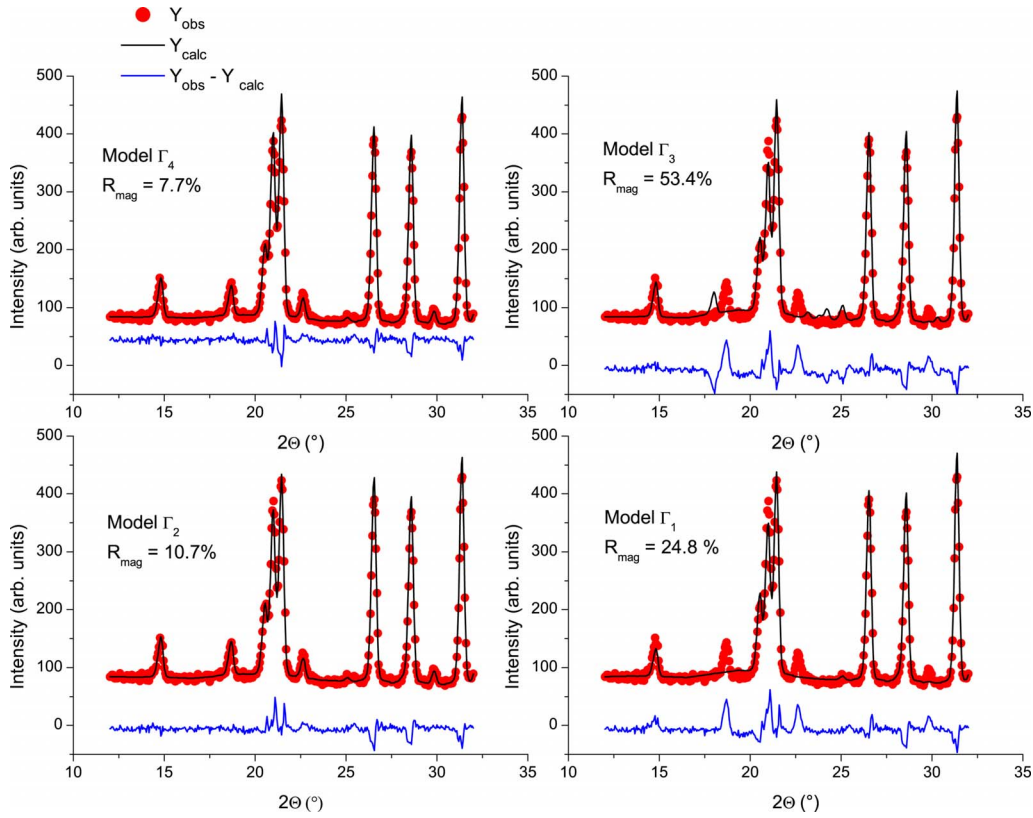 Y_obs
Y_calc
Y_obs - Y_calc
500
400
300
200
100
0
Intensity (arb. units)
Model Γ_4
R_mag = 7.7%
10 15 20 25 30 35
2Θ (°)
500
400
300
200
100
0
Intensity (arb. units)
Model Γ_3
R_mag = 53.4%
10 15 20 25 30 35
2Θ (°)
500
400
300
200
100
0
Intensity (arb. units)
Model Γ_2
R_mag = 10.7%
10 15 20 25 30 35
2Θ (°)
500
400
300
200
100
0
Intensity (arb. units)
Model Γ_1
R_mag = 24.8 %
10 15 20 25 30 35
2Θ (°)